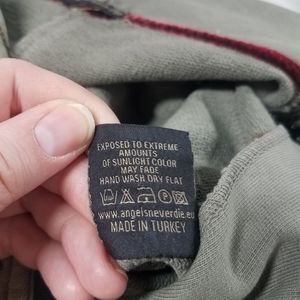 EXPOSED TO EXTREME
AMOUNTS
OF SUNLIGHT COLOR
MAY FADE
HAND WASH DRY FLAT
www.angelsneverdie.eu
MADE IN TURKEY